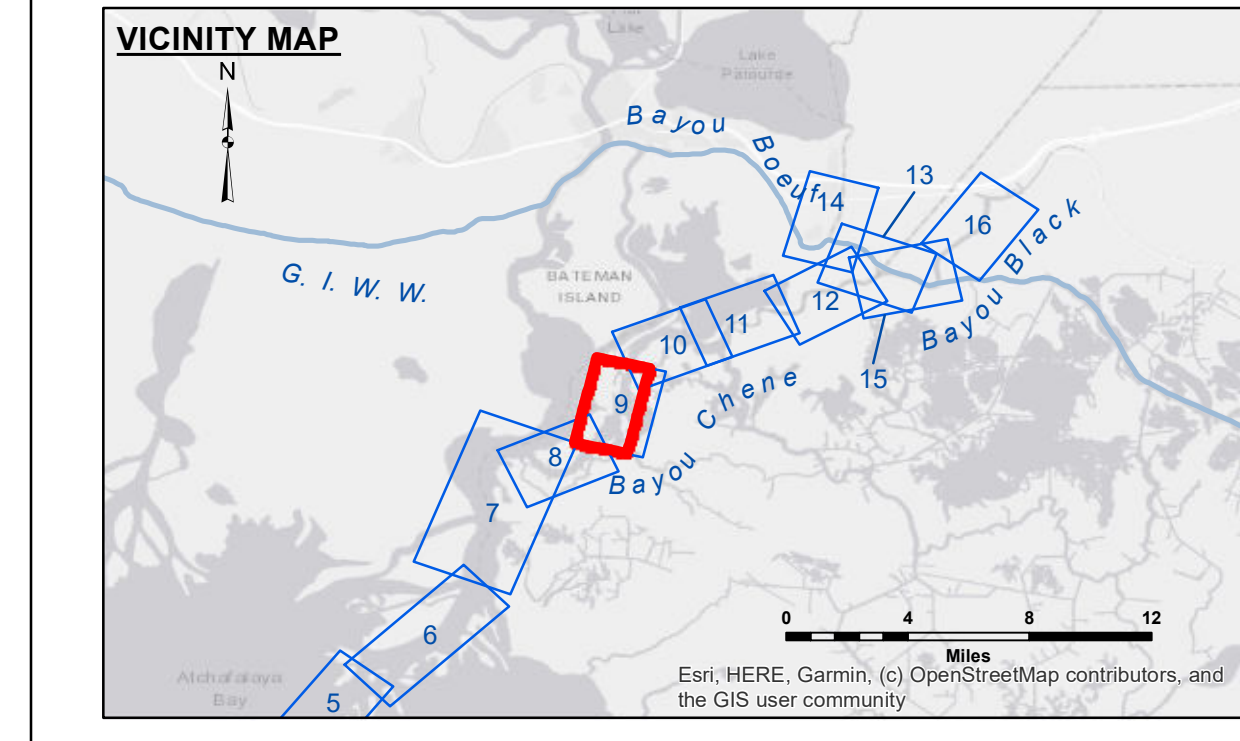 VICINITY MAP
N
Lake
Lake
Palourde
Bayou
Boeuf
13
14
16
Bayou Black
G. I. W. W.
BATEMAN
ISLAND
12
11
10
15
Bayou Chene
9
8
7
6
5
Atchafalaya
Bay
0 4 8 12
Miles
Esri, HERE, Garmin, (c) OpenStreetMap contributors, and
the GIS user community